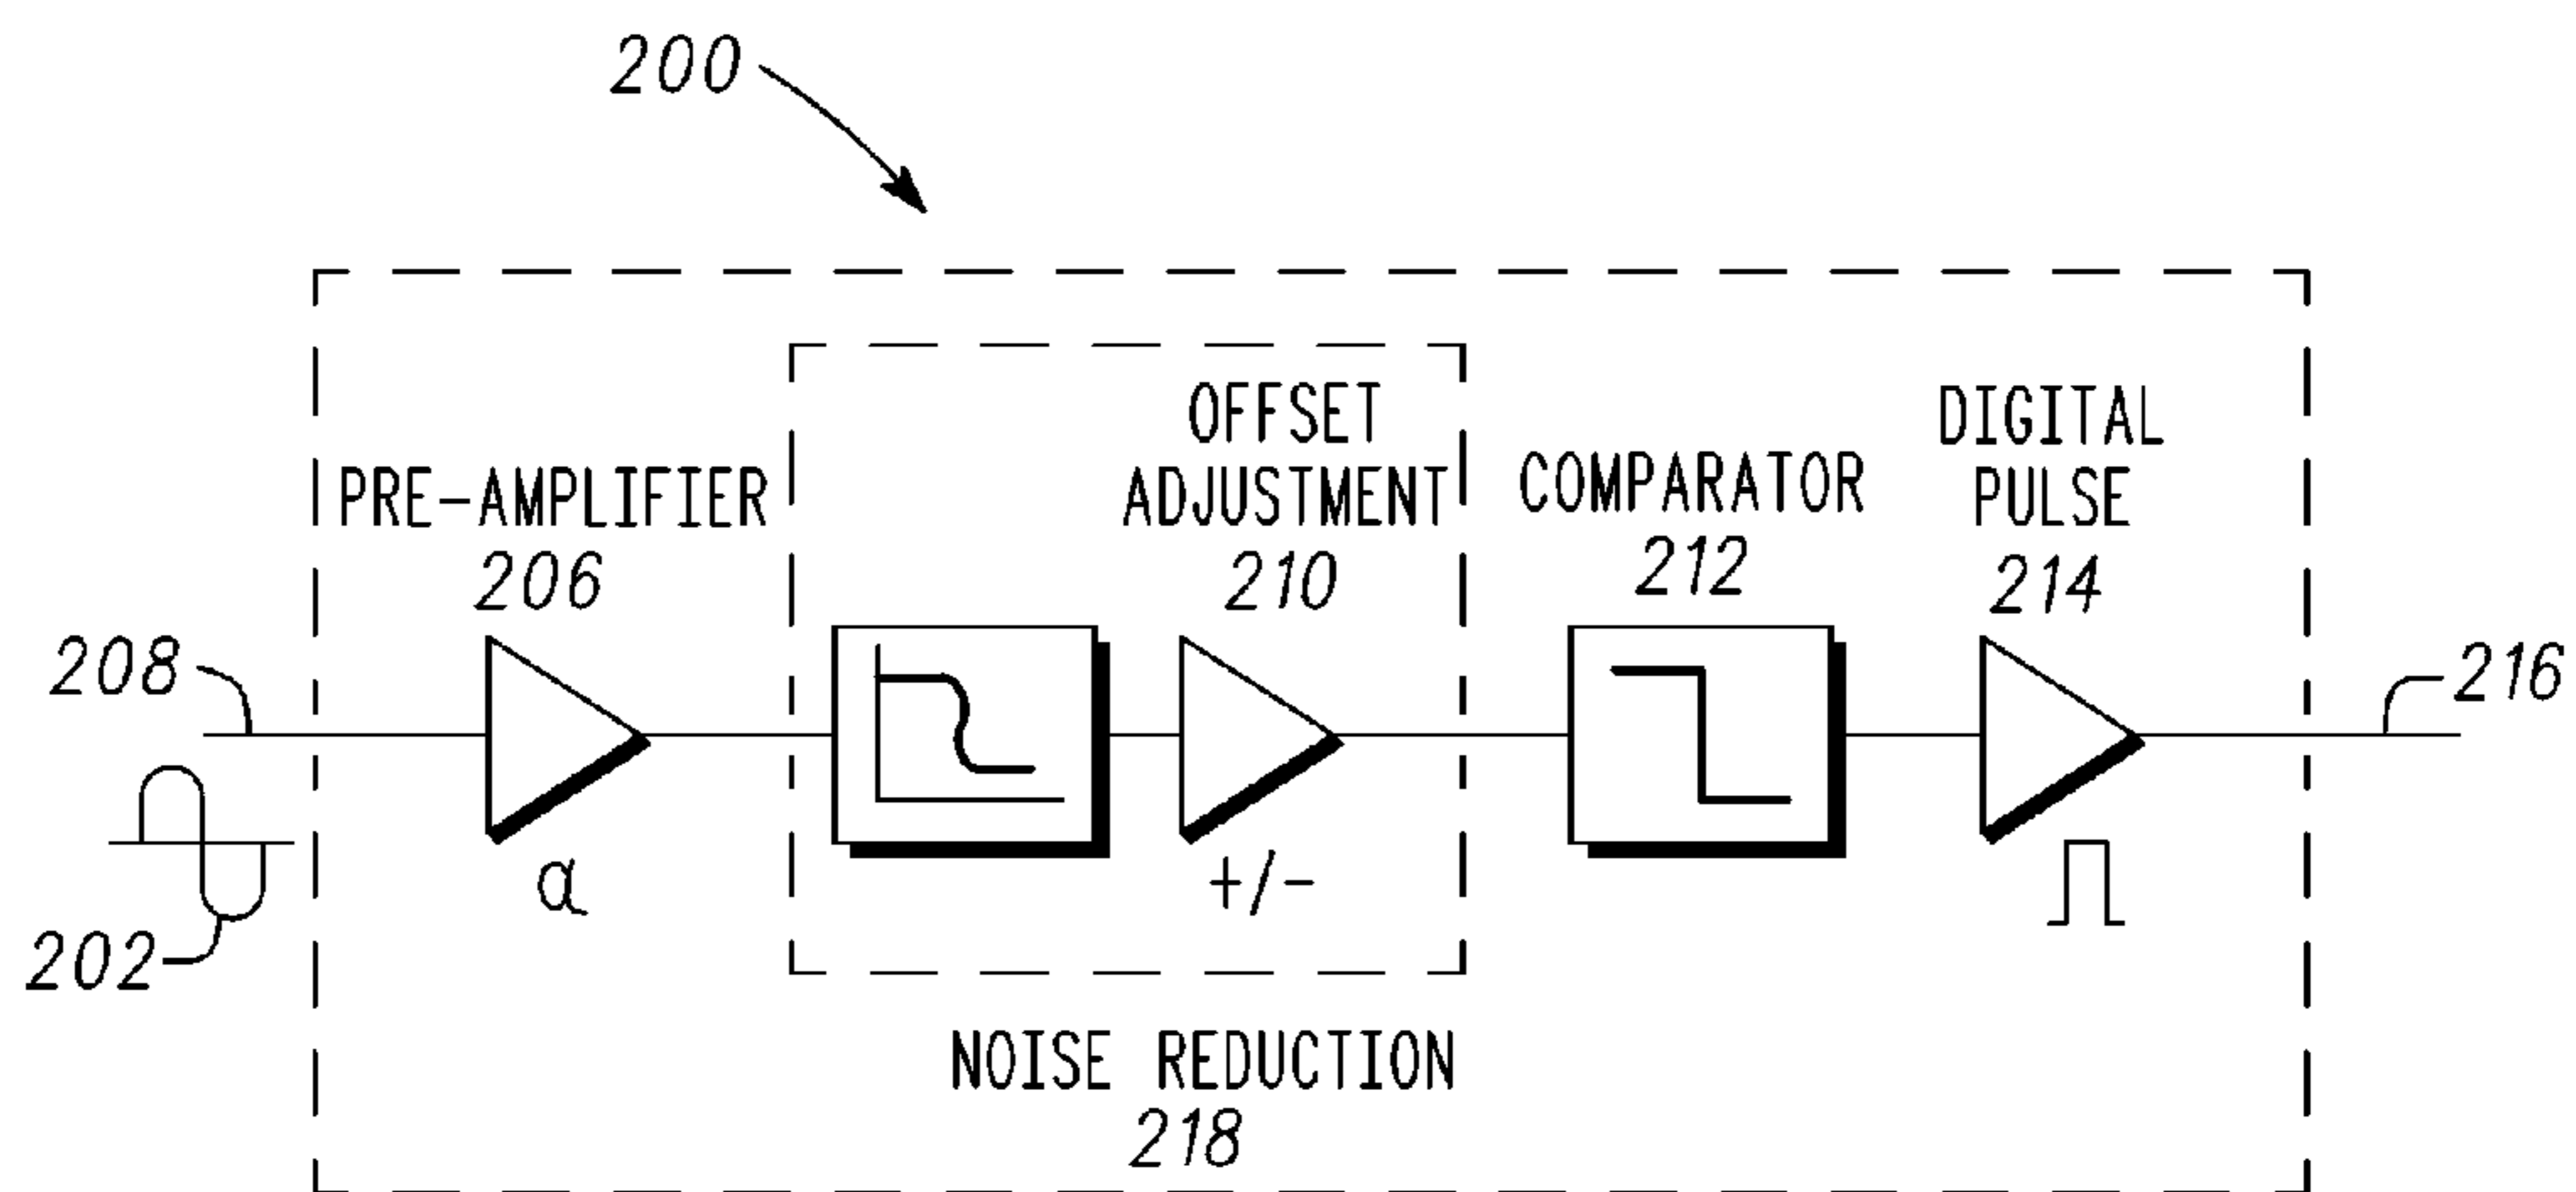 200
OFFSET
ADJUSTMENT
210
DIGITAL
PULSE
214
PRE-AMPLIFIER
206
COMPARATOR
212
208
216
α
+/-
202
NOISE REDUCTION
218